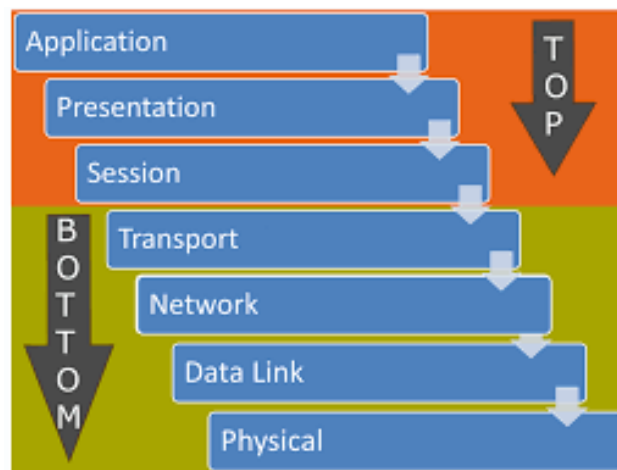 Application
Presentation
Session
Transport
Network
Data Link
Physical
TOP
BOTTOM